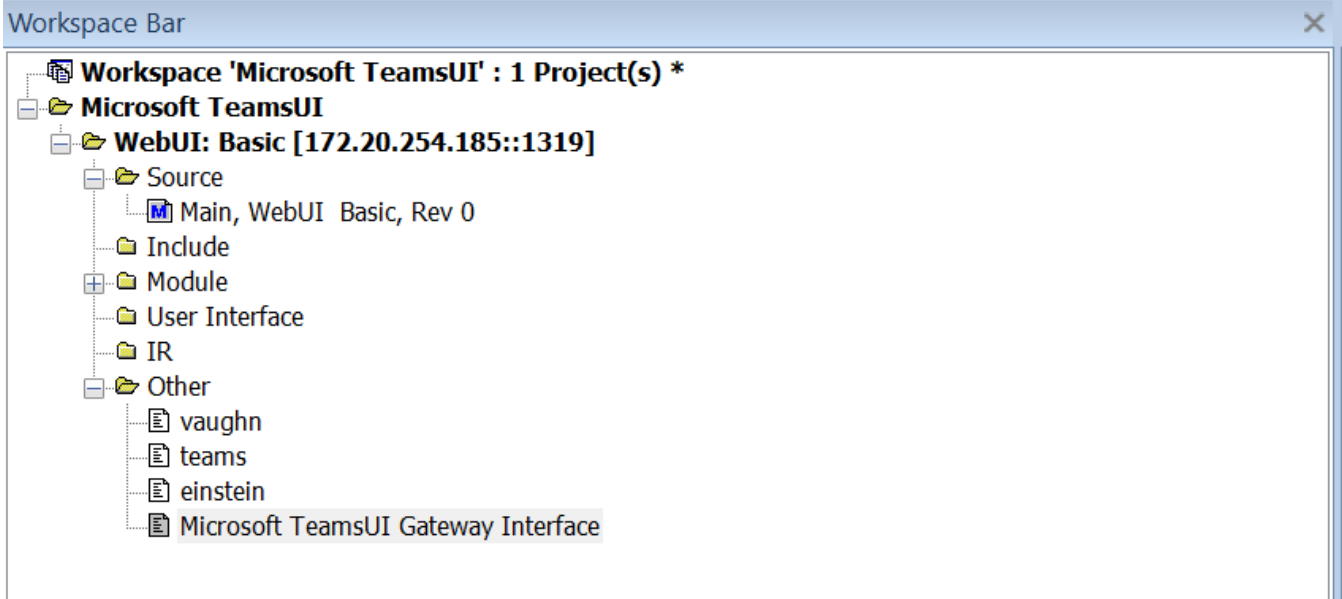 Workspace Bar
Workspace 'Microsoft TeamsUI' : 1 Project(s) *
Microsoft TeamsUI
WebUI: Basic [172.20.254.185::1319]
Source
M Main, WebUI  Basic, Rev 0
Include
Module
User Interface
IR
Other
vaughn
teams
einstein
Microsoft TeamsUI Gateway Interface